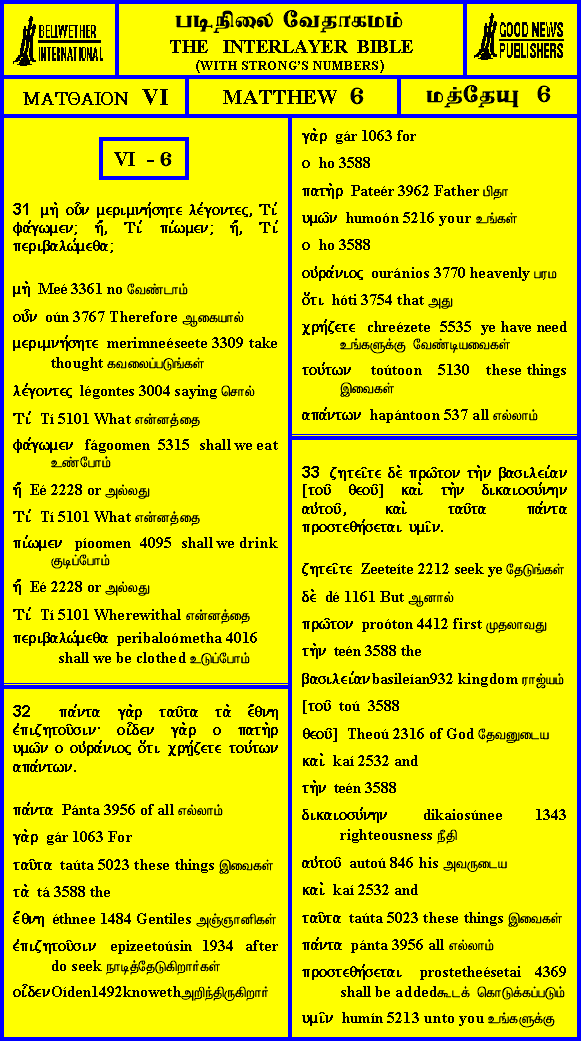 BELLWETHER
INTERNATIONAL
படிநிலை வேதாகமம்
THE INTERLAYER BIBLE
(WITH STRONG'S NUMBERS)
GOOD NEWS
PUBLISHERS
ΜΑΤΘΑΙΟΝ VI
MATTHEW 6
மத்தேயு 6
VI - 6
31 μὴ οὖν μεριμνήσητε λέγοντες, Τί
φάγωμεν; ἤ, Τί πίωμεν; ἤ, Τί
περιβαλώμεθα;
μὴ Meé 3361 no வேண்டாம்
οὖν oún 3767 Therefore ஆகையால்
μεριμνήσητε merimneéseete 3309 take
thought கவலைப்படுங்கள்
λέγοντες légontes 3004 saying சொல்
Τί Tí 5101 What என்னத்தை
φάγωμεν fágoomen 5315 shall we eat
உண்போம்
ἤ Eé 2228 or அல்லது
Τί Tí 5101 What என்னத்தை
πίωμεν píoomen 4095 shall we drink
குடிப்போம்
ἤ Eé 2228 or அல்லது
Τί Tí 5101 Wherewithal என்னத்தை
περιβαλώμεθα peribaloómetha 4016
shall we be clothed உடுப்போம்
32 πάντα γὰρ ταῦτα τὰ ἔθνη
ἐπιζητοῦσιν· οἶδεν γὰρ ο πατὴρ
υμῶν ο ουράνιος ὅτι χρήζετε τούτων
απάντων.
πάντα Pánta 3956 of all எல்லாம்
γὰρ gár 1063 For
ταῦτα taúta 5023 these things இவைகள்
τὰ tá 3588 the
ἔθνη éthnee 1484 Gentiles அஞ்ஞானிகள்
ἐπιζητοῦσιν epizeetoúsin 1934 after
do seek நாடித்தேடுகிறார்கள்
οἶδεν Oíden1492knowethஅறிந்திருகிறார்
γὰρ gár 1063 for
ο ho 3588
πατὴρ Pateér 3962 Father பிதா
υμῶν humoón 5216 your உங்கள்
ο ho 3588
οὐράνιος ouránios 3770 heavenly பரம
ὅτι hóti 3754 that அது
χρήζετε chreézete 5535 ye have need
உங்களுக்கு வேண்டியவைகள்
τούτων toútoon 5130 these things
இவைகள்
απάντων hapántoon 537 all எல்லாம்
33 ζητεῖτε δὲ πρῶτον τὴν βασιλείαν
[τοῦ θεοῦ] καὶ τὴν δικαιοσύνην
αὐτοῦ, καὶ ταῦτα πάντα
προστεθήσεται υμῖν.
ζητεῖτε Zeeteíte 2212 seek ye தேடுங்கள்
δὲ dé 1161 But ஆனால்
πρῶτον proóton 4412 first முதலாவது
τὴν teén 3588 the
βασιλείαν basileían932 kingdom ராஜ்யம்
[τοῦ toú 3588
θεοῦ] Theoú 2316 of God தேவனுடைய
καὶ kaí 2532 and
τὴν teén 3588
δικαιοσύνην dikaiosúnee 1343
righteousness நீதி
αὐτοῦ autoú 846 his அவருடைய
καὶ kaí 2532 and
ταῦτα taúta 5023 these things இவைகள்
πάντα pánta 3956 all எல்லாம்
προστεθήσεται prostetheésetai 4369
shall be addedகூடக் கொடுக்கப்படும்
υμῖν humín 5213 unto you உங்களுக்கு